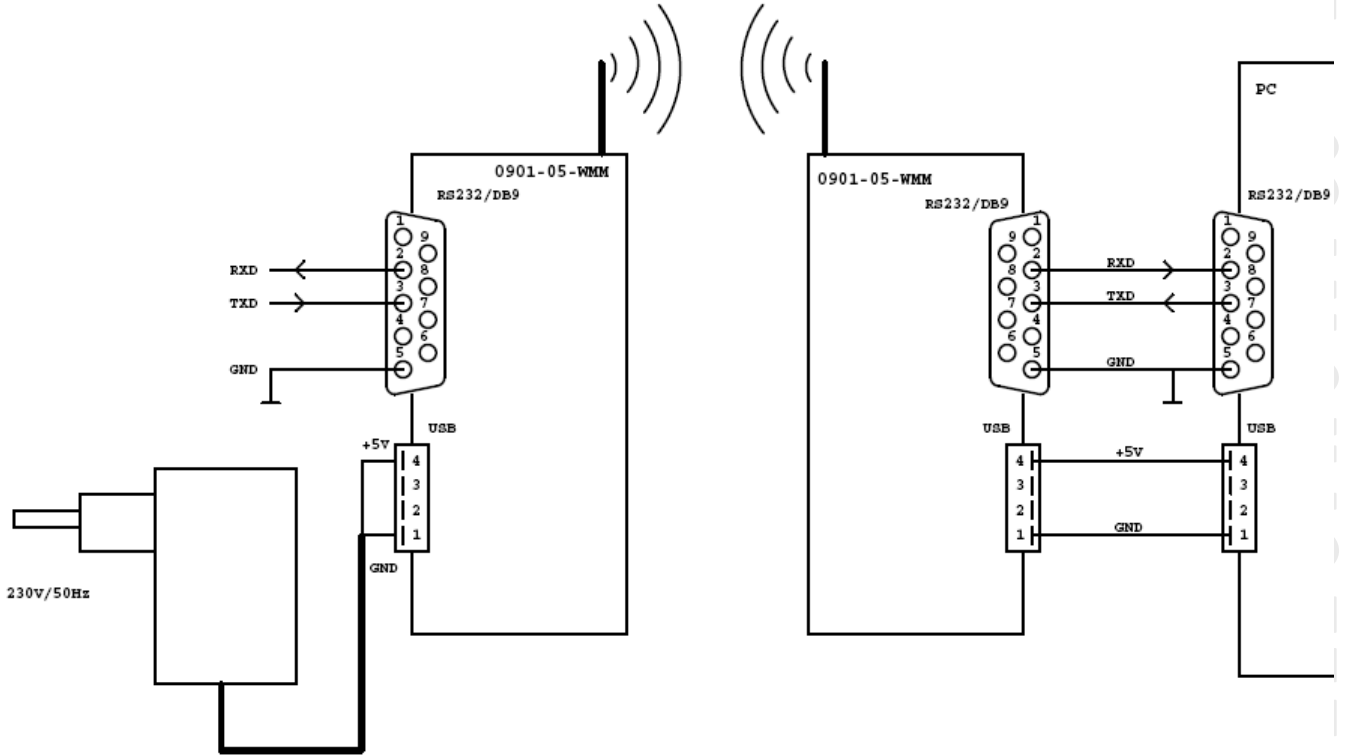 PC
0901-05-WMM
RS232/DB9
1
9
2
8
3
7
4
6
5
RXD
TXD
GND
USB
+5V
4
3
2
1
GND
230V/50Hz
0901-05-WMM
RS232/DB9
1
9
2
8
3
7
4
6
5
RXD
TXD
GND
USB
4
3
2
1
+5V
GND
RS232/DB9
1
9
2
8
3
7
4
6
5
USB
4
3
2
1